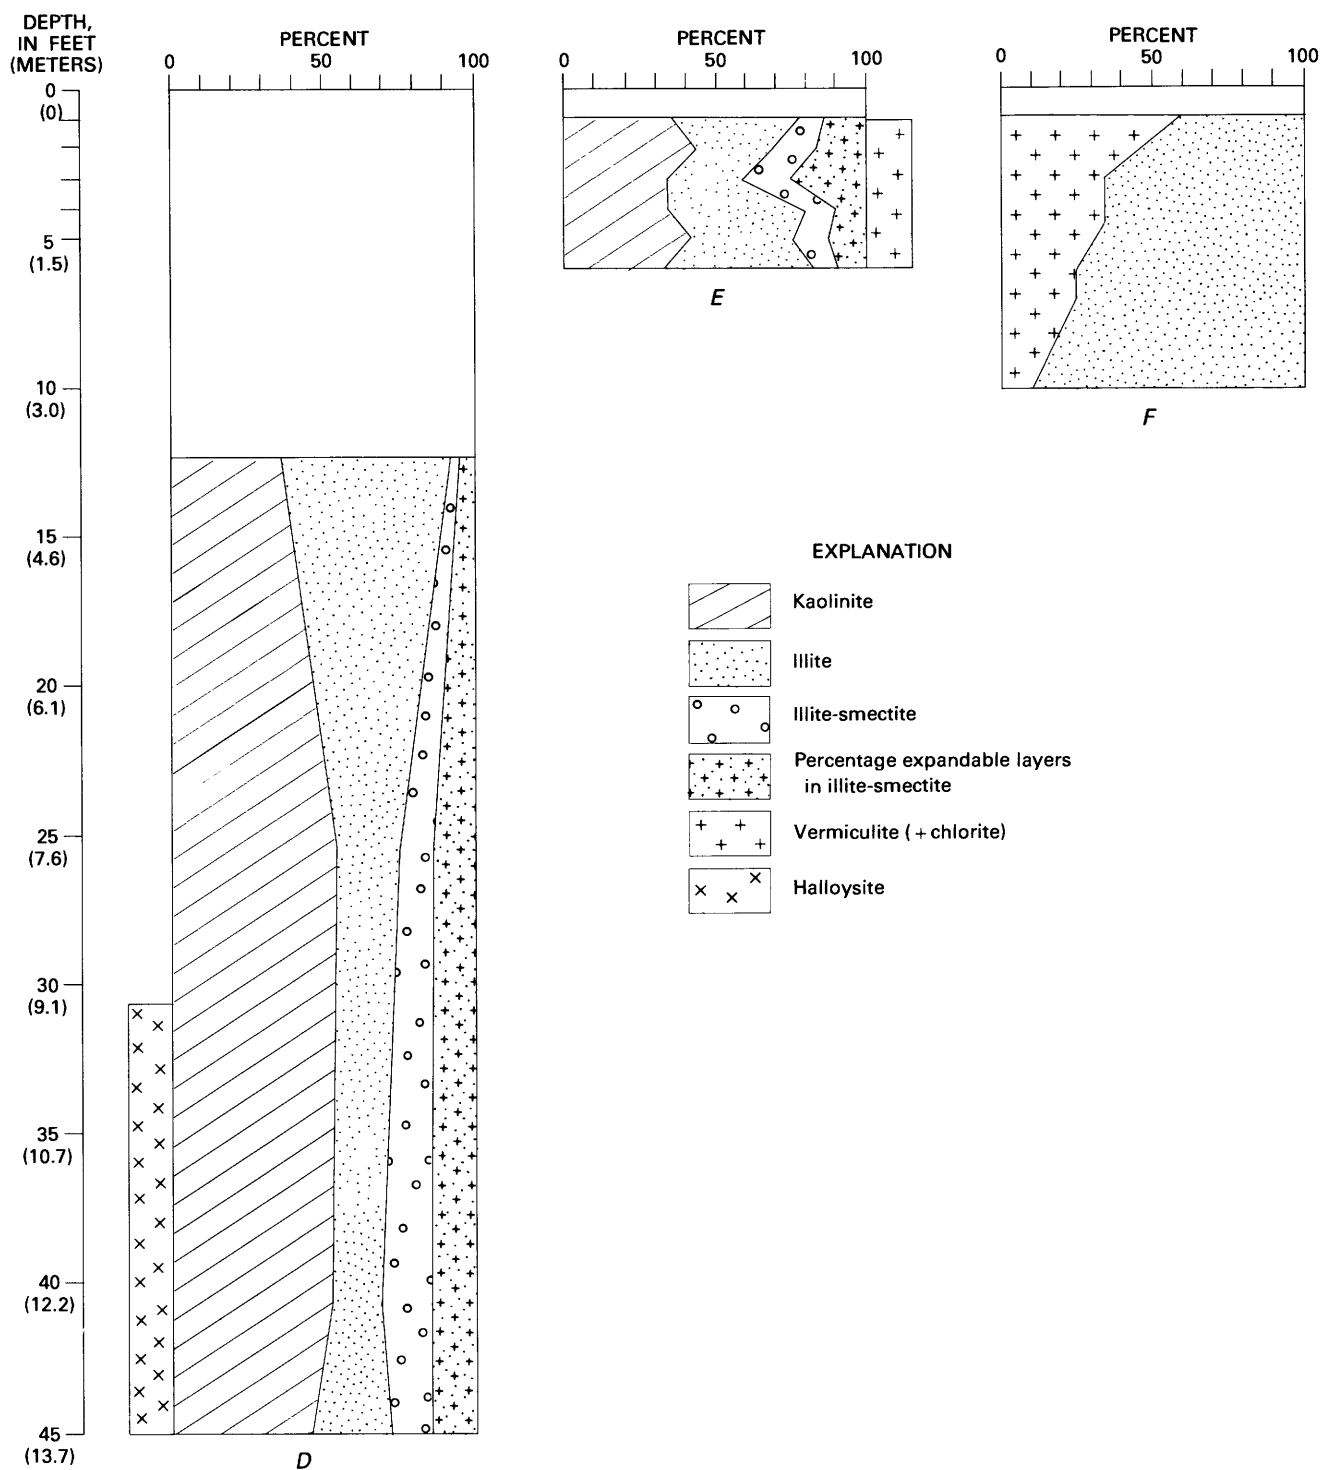 DEPTH,
IN FEET
(METERS)
PERCENT
0 50 100
PERCENT
0 50 100
PERCENT
0 50 100
0
(0)
5
(1.5)
10
(3.0)
15
(4.6)
20
(6.1)
25
(7.6)
30
(9.1)
35
(10.7)
40
(12.2)
45
(13.7)
D
E
F
EXPLANATION
Kaolinite
Illite
Illite-smectite
Percentage expandable layers
in illite-smectite
Vermiculite (+chlorite)
Halloysite